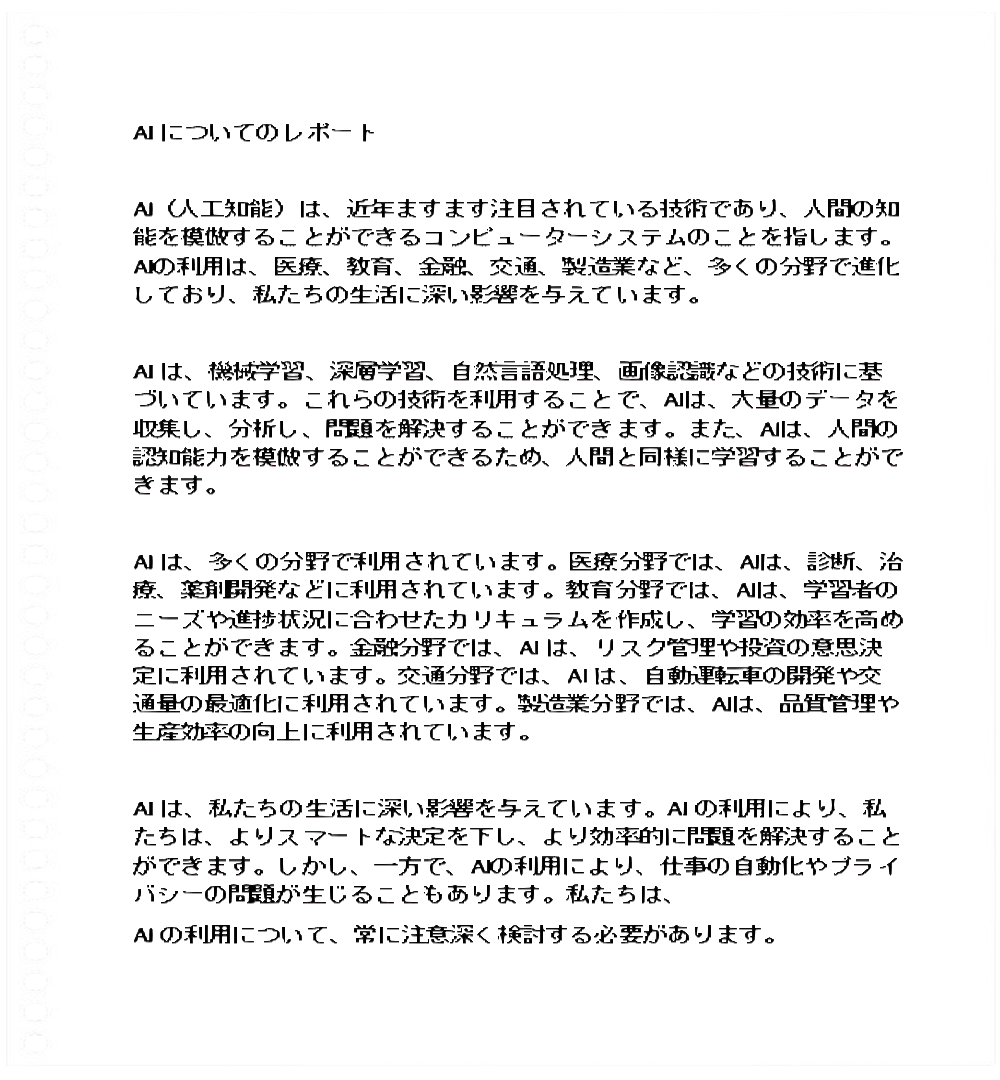 AI についてのレポート
AI（人工知能）は、近年ますます注目されている技術であり、人間の知
能を模倣することができるコンピューターシステムのことを指します。
AIの利用は、医療、教育、金融、交通、製造業など、多くの分野で進化
しており、私たちの生活に深い影響を与えています。
AI は、機械学習、深層学習、自然言語処理、画像認識などの技術に基
づいています。これらの技術を利用することで、AIは、大量のデータを
収集し、分析し、問題を解決することができます。また、AIは、人間の
認知能力を模倣することができるため、人間と同様に学習することがで
きます。
AI は、多くの分野で利用されています。医療分野では、AIは、診断、治
療、薬剤開発などに利用されています。教育分野では、AIは、学習者の
ニーズや進捗状況に合わせたカリキュラムを作成し、学習の効率を高め
ることができます。金融分野では、AI は、リスク管理や投資の意思決
定に利用されています。交通分野では、AI は、自動運転車の開発や交
通量の最適化に利用されています。製造業分野では、AIは、品質管理や
生産効率の向上に利用されています。
AI は、私たちの生活に深い影響を与えています。AI の利用により、私
たちは、よりスマートな決定を下し、より効率的に問題を解決すること
ができます。しかし、一方で、AIの利用により、仕事の自動化やプライ
バシーの問題が生じることもあります。私たちは、
AI の利用について、常に注意深く検討する必要があります。